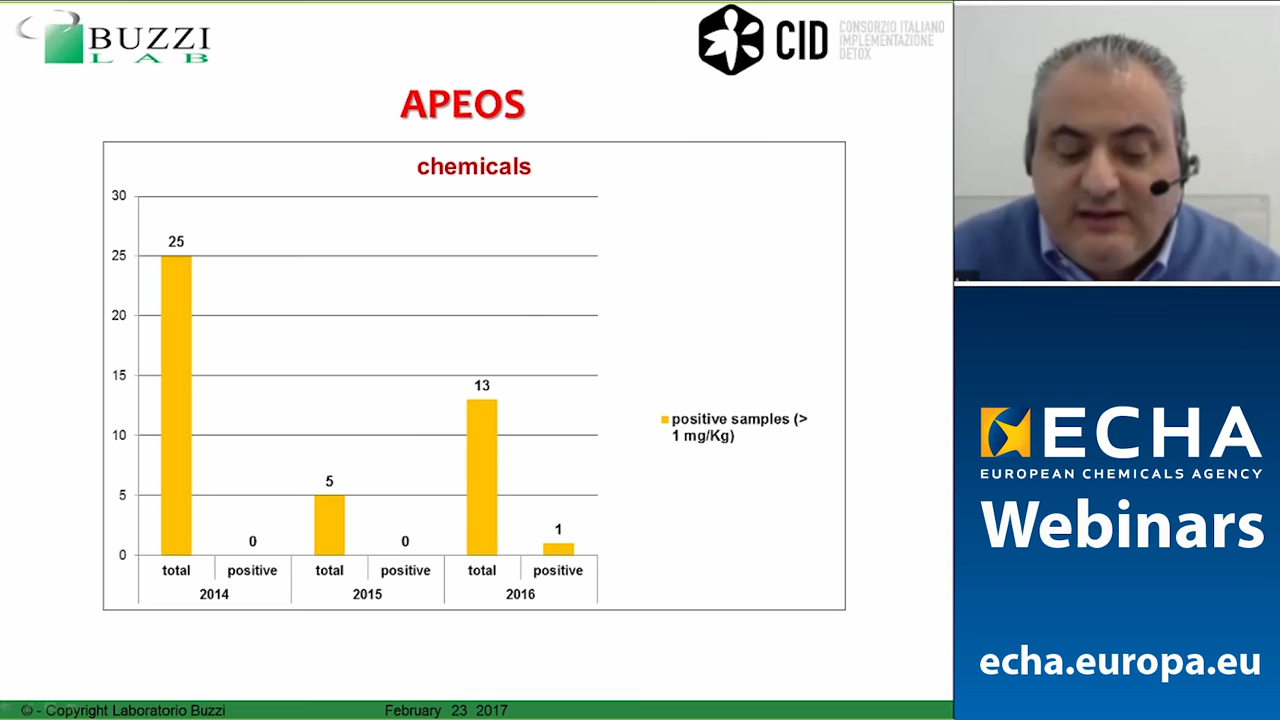 BUZZI
LAB
CID
CONSORZIO ITALIANO
IMPLEMENTAZIONE
DETOX
APEOS
chemicals
30
25
20
15
10
5
0
25
0
5
0
13
1
total
positive
total
positive
total
positive
2014
2015
2016
positive samples (>
1 mg/Kg)
© - Copyright Laboratorio Buzzi
February 23 2017
ECHA
EUROPEAN CHEMICALS AGENCY
Webinars
echa.europa.eu